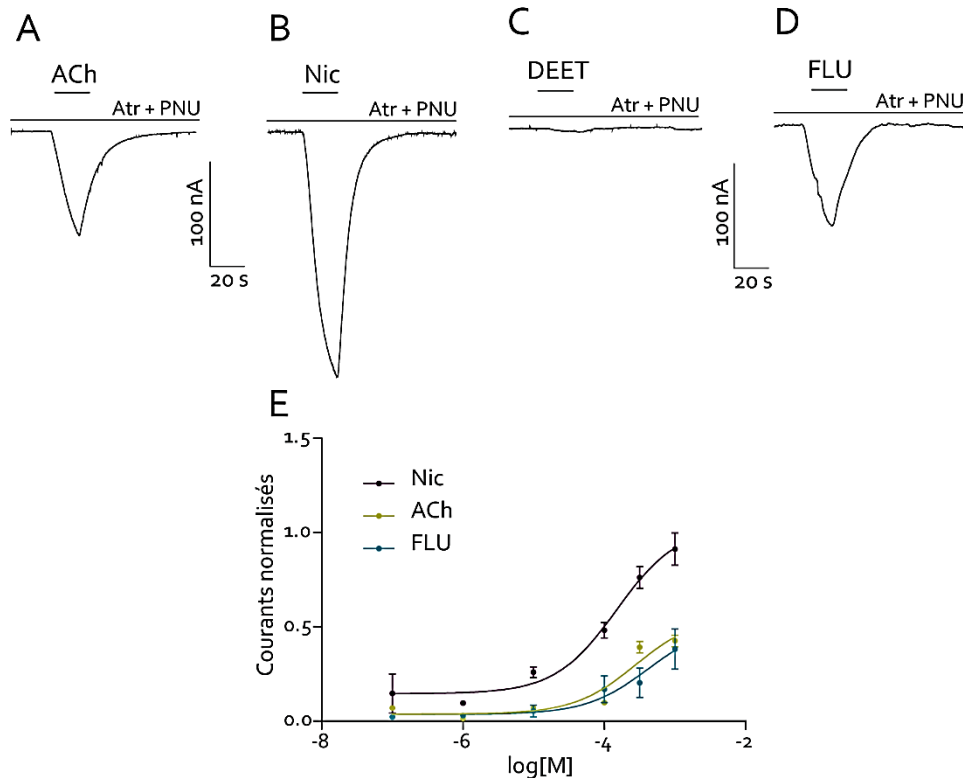 A
B
C
D
ACh
Nic
DEET
FLU
Atr + PNU
Atr + PNU
Atr + PNU
Atr + PNU
100 nA
20 s
100 nA
20 s
E
Courants normalisés
1.5
1.0
0.5
0.0
Nic
ACh
FLU
-8
-6
-4
-2
log[M]